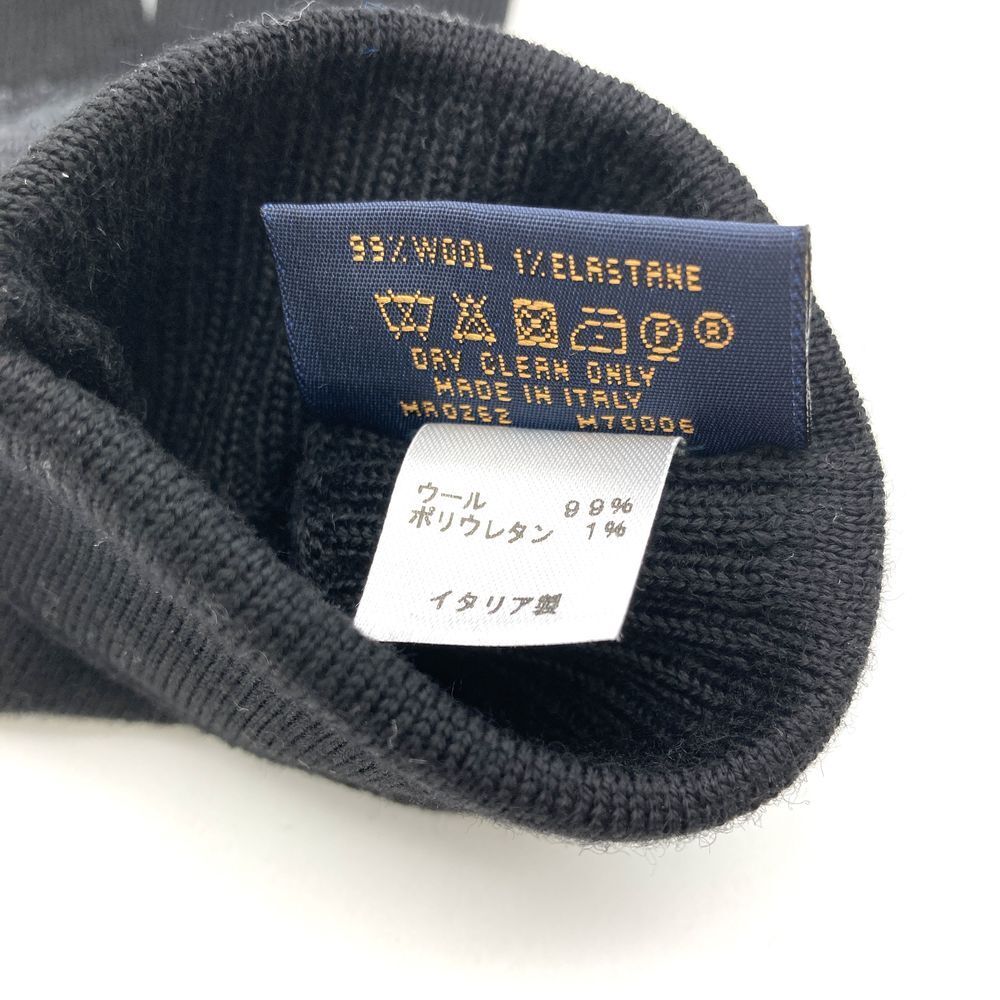 99% WOOL 1% ELASTANE
F R
DRY CLEAN ONLY
MADE IN ITALY
MA0262 M70006
ウール 99%
ポリウレタン 1%
イタリア製